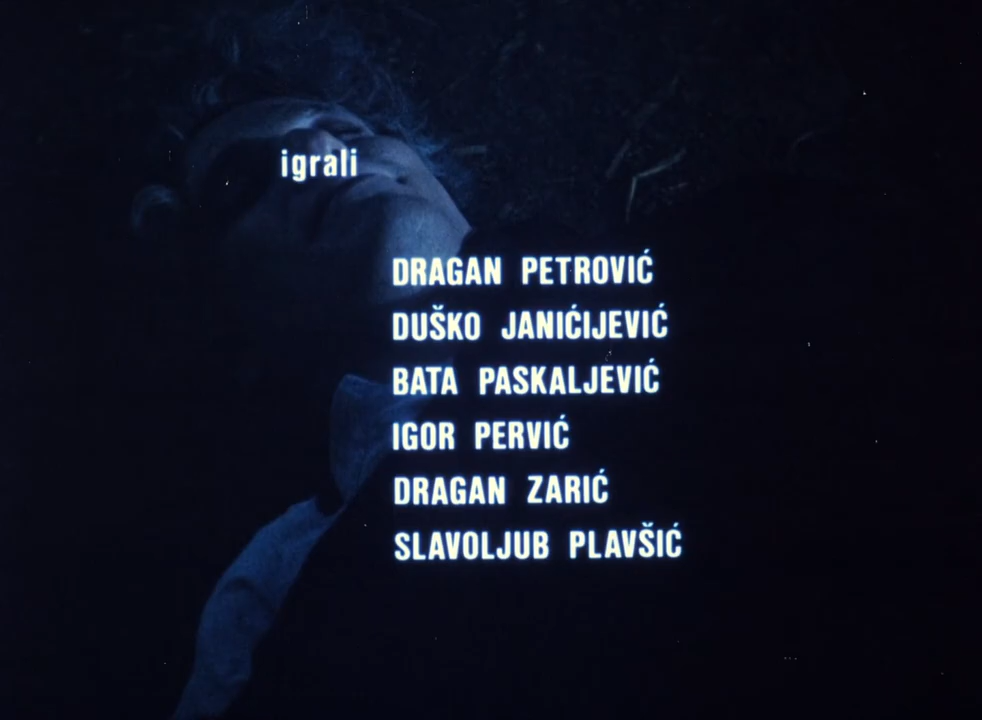 igrali
DRAGAN PETROVIĆ
DUŠKO JANIĆIJEVIĆ
BATA PASKALJEVIĆ
IGOR PERVIĆ
DRAGAN ZARIĆ
SLAVOLJUB PLAVŠIĆ